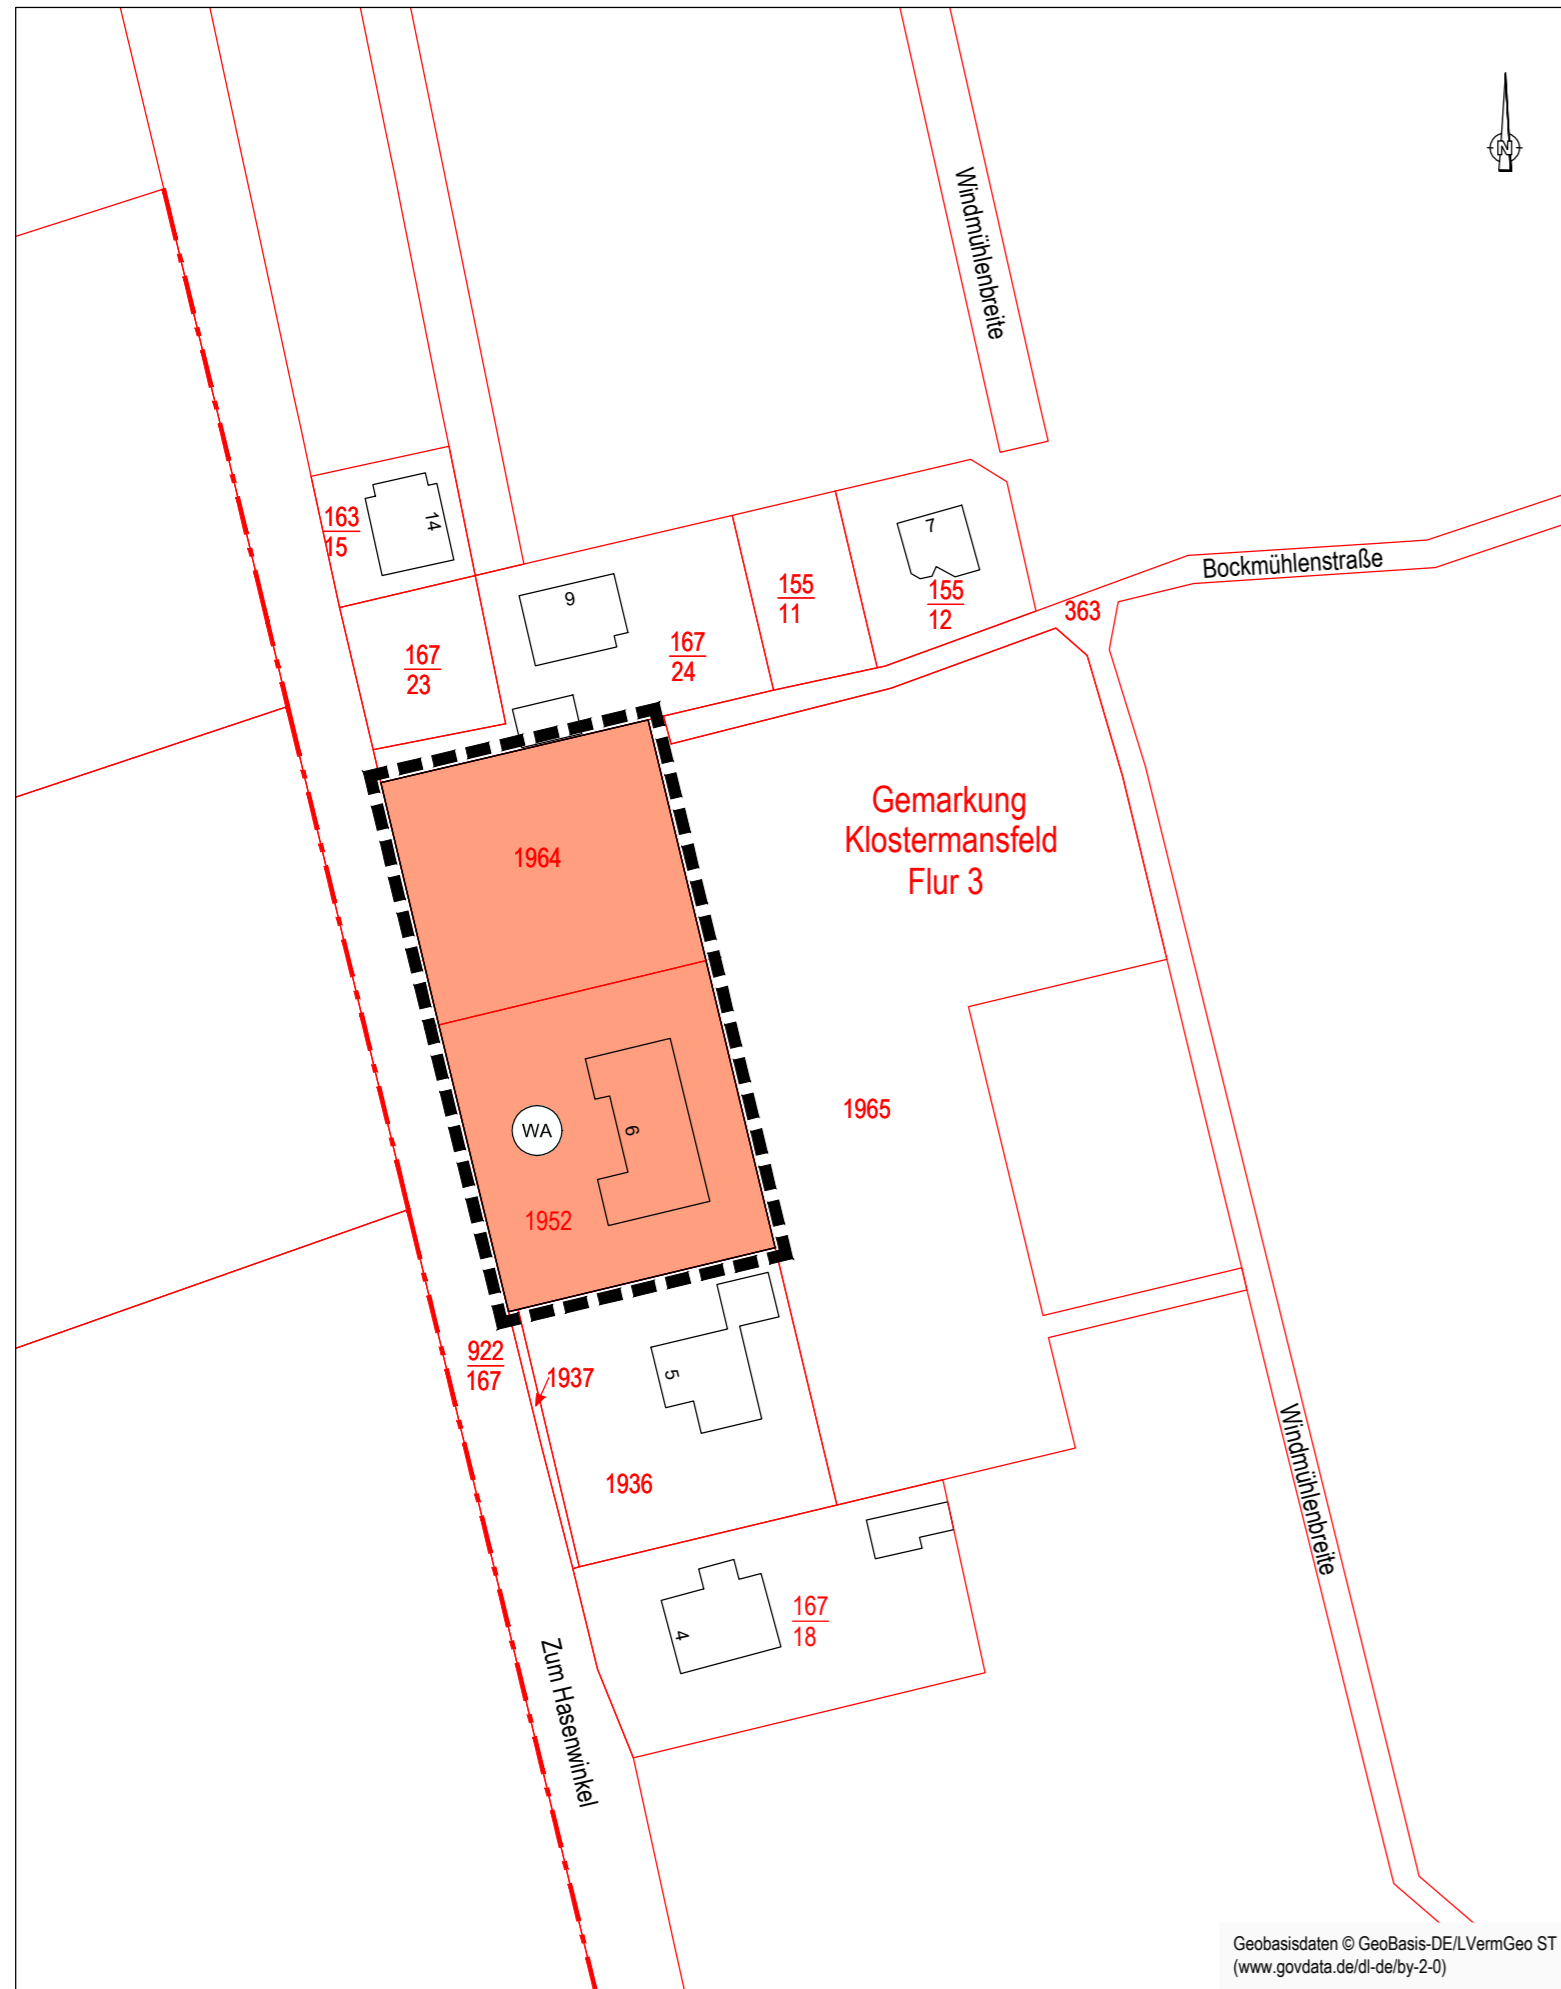 N
Windmühlenbreite
163
15
14
7
Bockmühlenstraße
155
11
155
12
363
9
167
24
167
23
Gemarkung
Klostermansfeld
Flur 3
1964
1965
WA
6
1952
922
167
1937
5
1936
Windmühlenbreite
167
18
4
Zum Hasenwinkel
Geobasisdaten © GeoBasis-DE/LVermGeo ST
(www.govdata.de/dl-de/by-2-0)